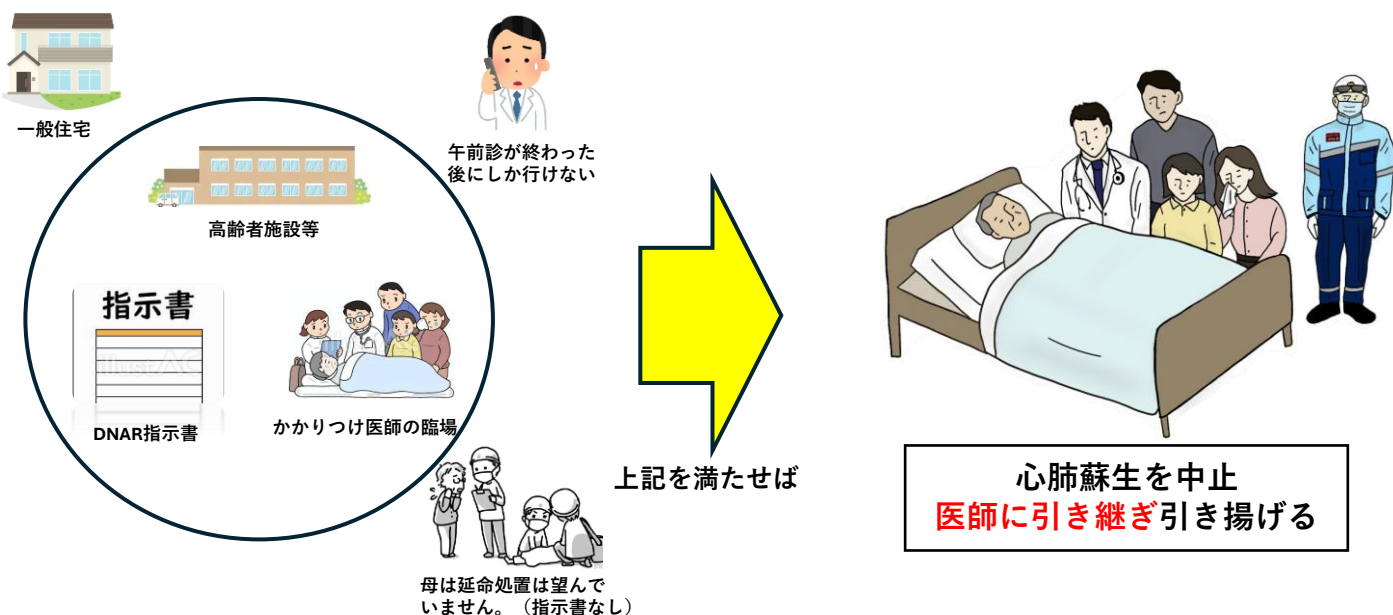 一般住宅
午前診が終わった
後にしか行けない
高齢者施設等
指示書
DNAR指示書
かかりつけ医師の臨場
上記を満たせば
母は延命処置は望んで
いません。（指示書なし）
心肺蘇生を中止
医師に引き継ぎ引き揚げる